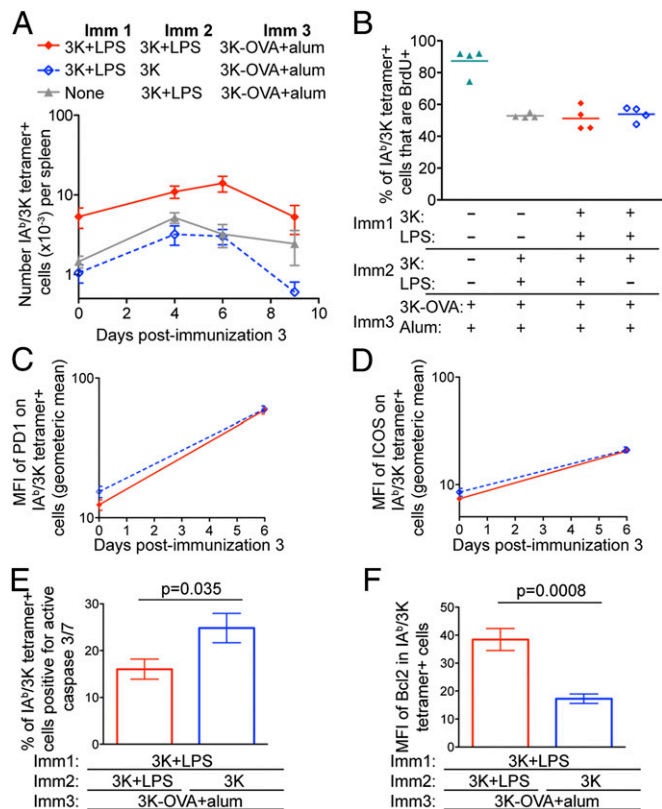 A
Imm 1 Imm 2 Imm 3
3K+LPS 3K+LPS 3K-OVA+alum
3K+LPS 3K 3K-OVA+alum
None 3K+LPS 3K-OVA+alum
Number IAᵇ/3K tetramer+
cells (x10⁻³) per spleen
100
10
1
0 2 4 6 8 10
Days post-immunization 3
B
% of IAᵇ/3K tetramer+
cells that are BrdU+
100
80
60
40
20
0
Imm1 3K: – – + +
LPS: – – + +
Imm2 3K: – + + +
LPS: – + + –
Imm3 3K-OVA: + + + +
Alum: + + + +
C
MFI of PD1 on
IAᵇ/3K tetramer+
cells (geometeric mean)
100
10
0 1 2 3 4 5 6
Days post-immunization 3
D
MFI of ICOS on
IAᵇ/3K tetramer+
cells (geometeric mean)
100
10
0 1 2 3 4 5 6
Days post-immunization 3
E
% of IAᵇ/3K tetramer+
cells positive for active
caspase 3/7
30
20
10
0
p=0.035
Imm1: 3K+LPS
Imm2: 3K+LPS 3K
Imm3: 3K-OVA+alum
F
MFI of Bcl2 in IAᵇ/3K
tetramer+ cells
50
40
30
20
10
0
p=0.0008
Imm1: 3K+LPS
Imm2: 3K+LPS 3K
Imm3: 3K-OVA+alum